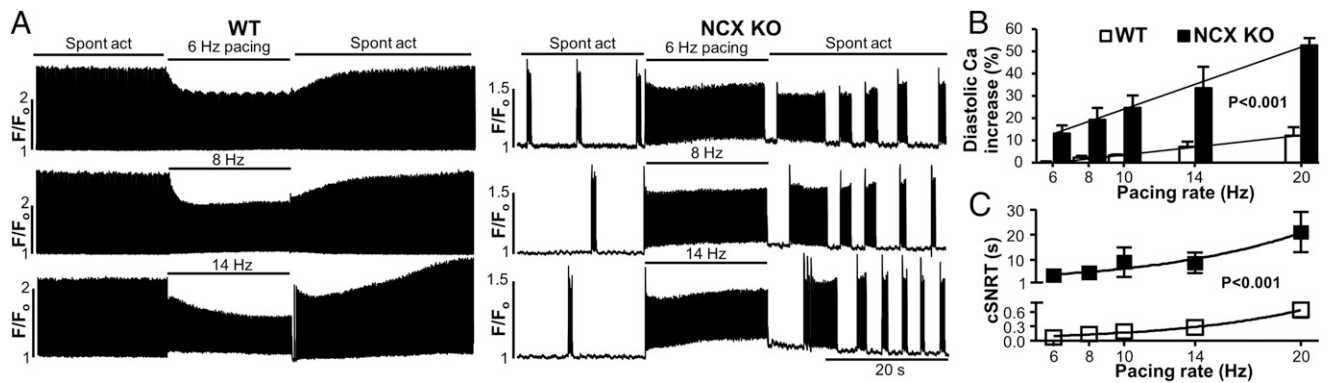 A
WT
Spont act
6 Hz pacing
Spont act
F/Fo
2
1
8 Hz
F/Fo
2
1
14 Hz
F/Fo
2
1
NCX KO
Spont act
6 Hz pacing
Spont act
F/Fo
1.5
1
8 Hz
F/Fo
1.5
1
14 Hz
F/Fo
1.5
1
20 s
B
WT NCX KO
Diastolic Ca
increase (%)
60
50
40
30
20
10
0
P<0.001
6 8 10 14 20
Pacing rate (Hz)
C
cSNRT (s)
30
20
10
1
0.6
0.3
0.0
P<0.001
6 8 10 14 20
Pacing rate (Hz)